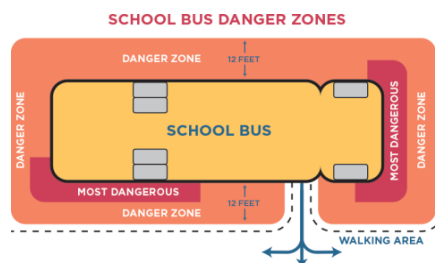 SCHOOL BUS DANGER ZONES
DANGER ZONE
12 FEET
DANGER ZONE
SCHOOL BUS
MOST DANGEROUS
DANGER ZONE
MOST DANGEROUS
DANGER ZONE
12 FEET
WALKING AREA